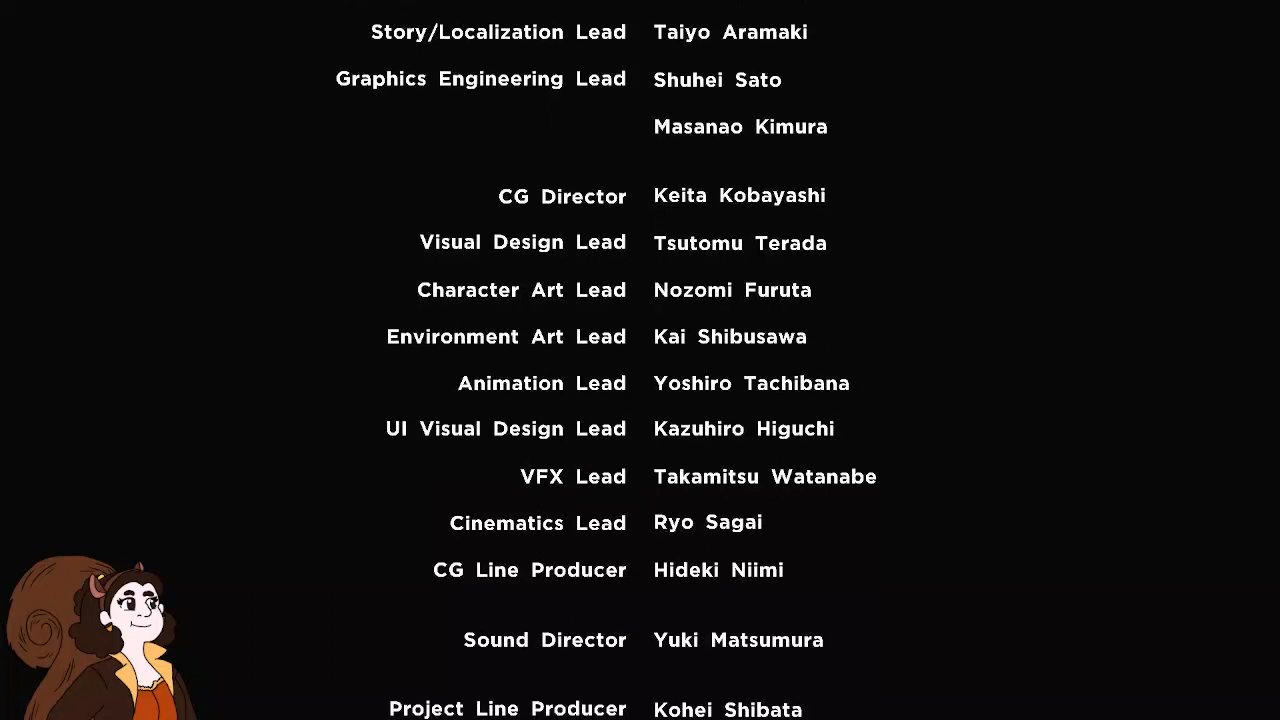 Story/Localization Lead Taiyo Aramaki
Graphics Engineering Lead Shuhei Sato
Masanao Kimura
CG Director Keita Kobayashi
Visual Design Lead Tsutomu Terada
Character Art Lead Nozomi Furuta
Environment Art Lead Kai Shibusawa
Animation Lead Yoshiro Tachibana
UI Visual Design Lead Kazuhiro Higuchi
VFX Lead Takamitsu Watanabe
Cinematics Lead Ryo Sagai
CG Line Producer Hideki Niimi
Sound Director Yuki Matsumura
Project Line Producer Kohei Shibata